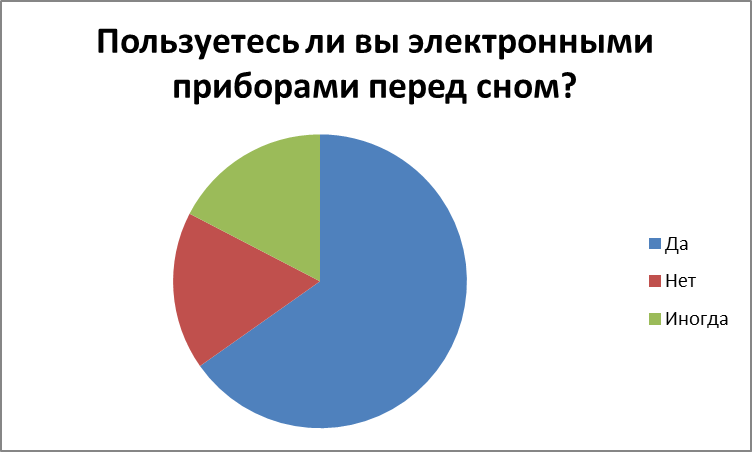 Пользуетесь ли вы электронными
приборами перед сном?
Да
Нет
Иногда